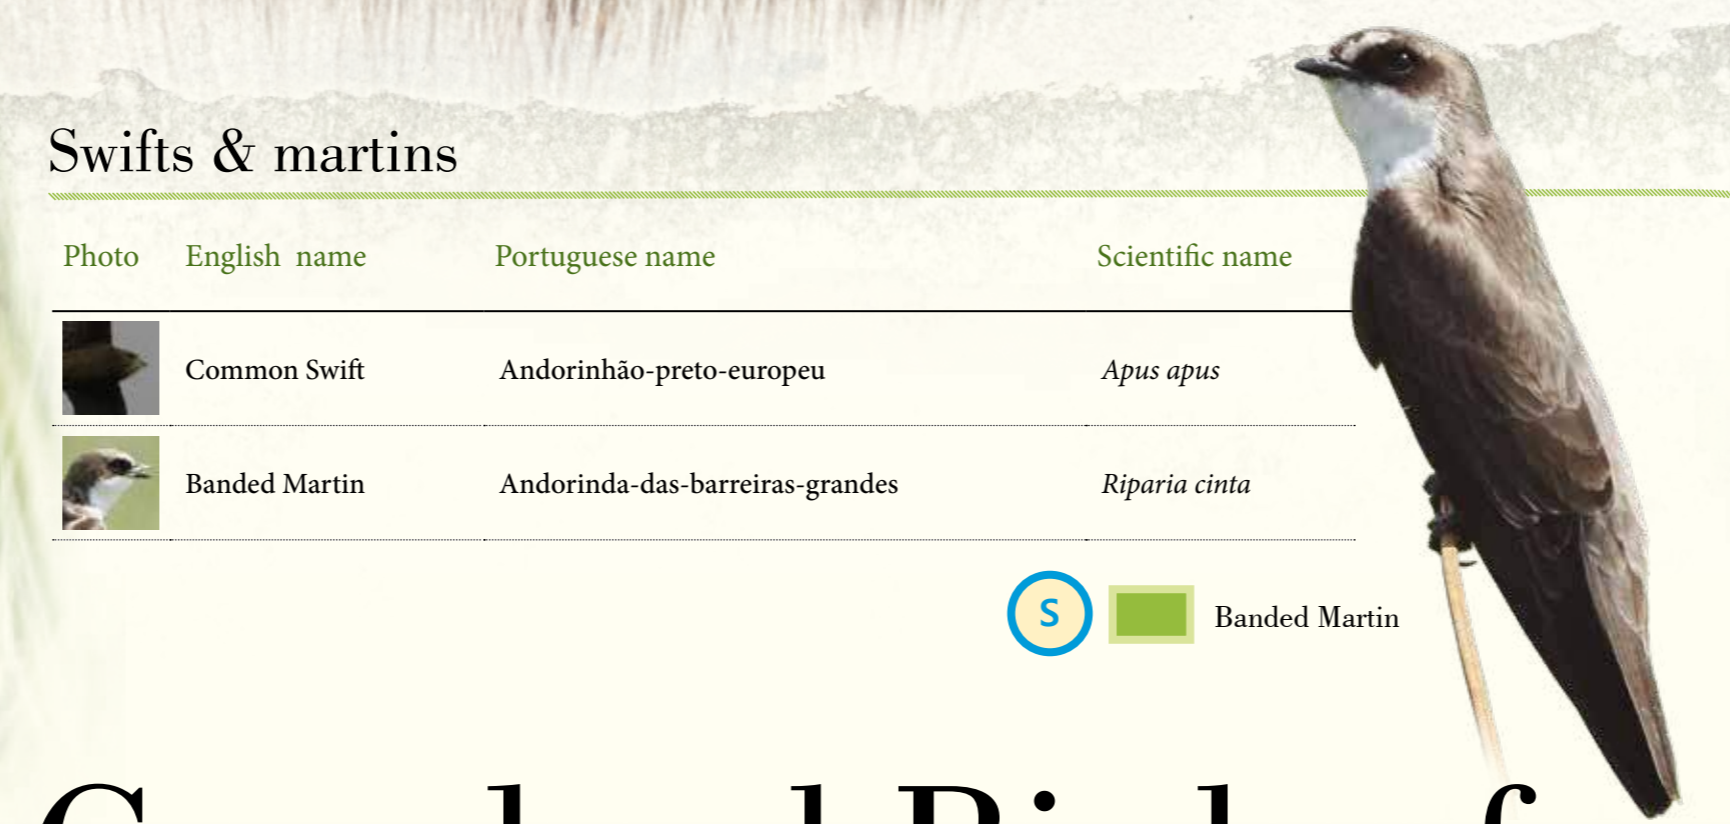 Swifts & martins
Photo English name Portuguese name Scientific name
Common Swift Andorinhão-preto-europeu Apus apus
Banded Martin Andorinda-das-barreiras-grandes Riparia cinta
S Banded Martin